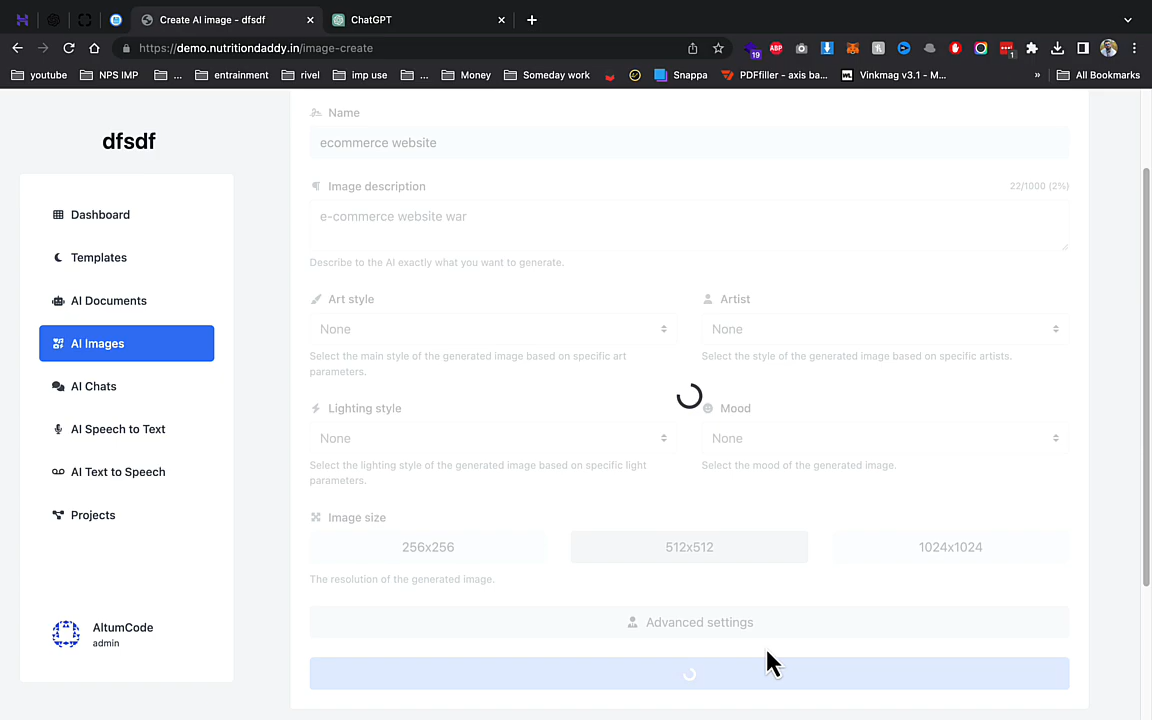 Create AI image - dfsdf
ChatGPT
https://demo.nutritiondaddy.in/image-create
19
ABP
1
youtube
NPS IMP
...
entrainment
rivel
imp use
...
Money
Someday work
Snappa
PDFfiller - axis ba...
Vinkmag v3.1 - M...
»
All Bookmarks
dfsdf
Dashboard
Templates
AI Documents
AI Images
AI Chats
AI Speech to Text
AI Text to Speech
Projects
AltumCode
admin
Name
ecommerce website
Image description
22/1000 (2%)
e-commerce website war
Describe to the AI exactly what you want to generate.
Art style
Artist
None
None
Select the main style of the generated image based on specific art
parameters.
Select the style of the generated image based on specific artists.
Lighting style
Mood
None
None
Select the lighting style of the generated image based on specific light
parameters.
Select the mood of the generated image.
Image size
256x256
512x512
1024x1024
The resolution of the generated image.
Advanced settings